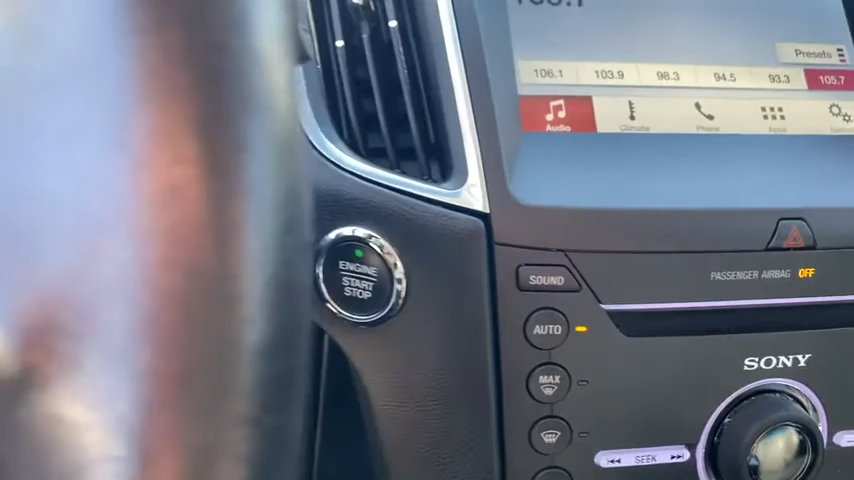 Presets
106.1 103.9 98.3 94.5 93.3 105.7
Audio Climate Phone Apps
ENGINE
START
STOP
SOUND
PASSENGER AIRBAG OFF
AUTO
SONY
MAX
SEEK